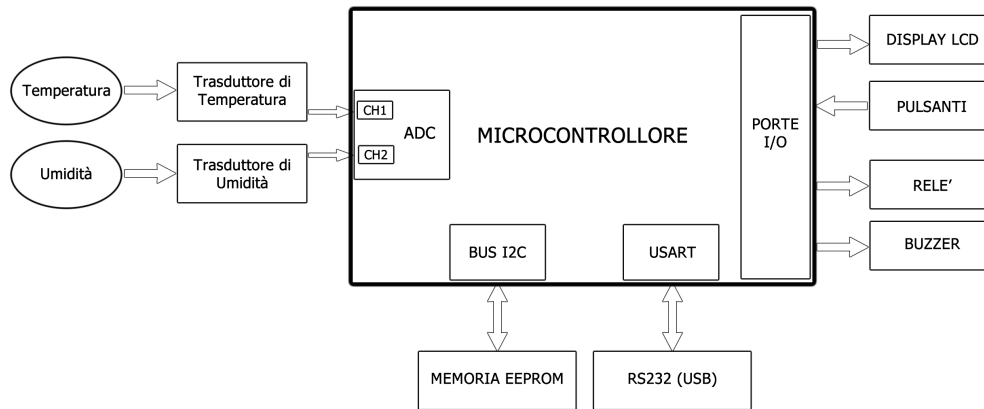 Temperatura
Trasduttore di
Temperatura
Umidità
Trasduttore di
Umidità
CH1
CH2
ADC
MICROCONTROLLORE
PORTE
I/O
BUS I2C
USART
DISPLAY LCD
PULSANTI
RELE'
BUZZER
MEMORIA EEPROM
RS232 (USB)